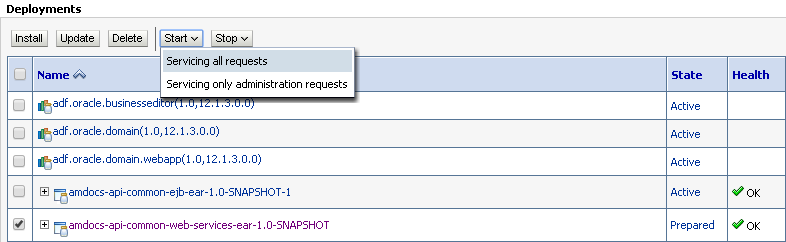 Deployments
Install Update Delete Start Stop
Servicing all requests
Servicing only administration requests
Name State Health
adf.oracle.businesseditor(1.0,12.1.3.0.0) Active
adf.oracle.domain(1.0,12.1.3.0.0) Active
adf.oracle.domain.webapp(1.0,12.1.3.0.0) Active
amdocs-api-common-ejb-ear-1.0-SNAPSHOT-1 Active OK
amdocs-api-common-web-services-ear-1.0-SNAPSHOT Prepared OK